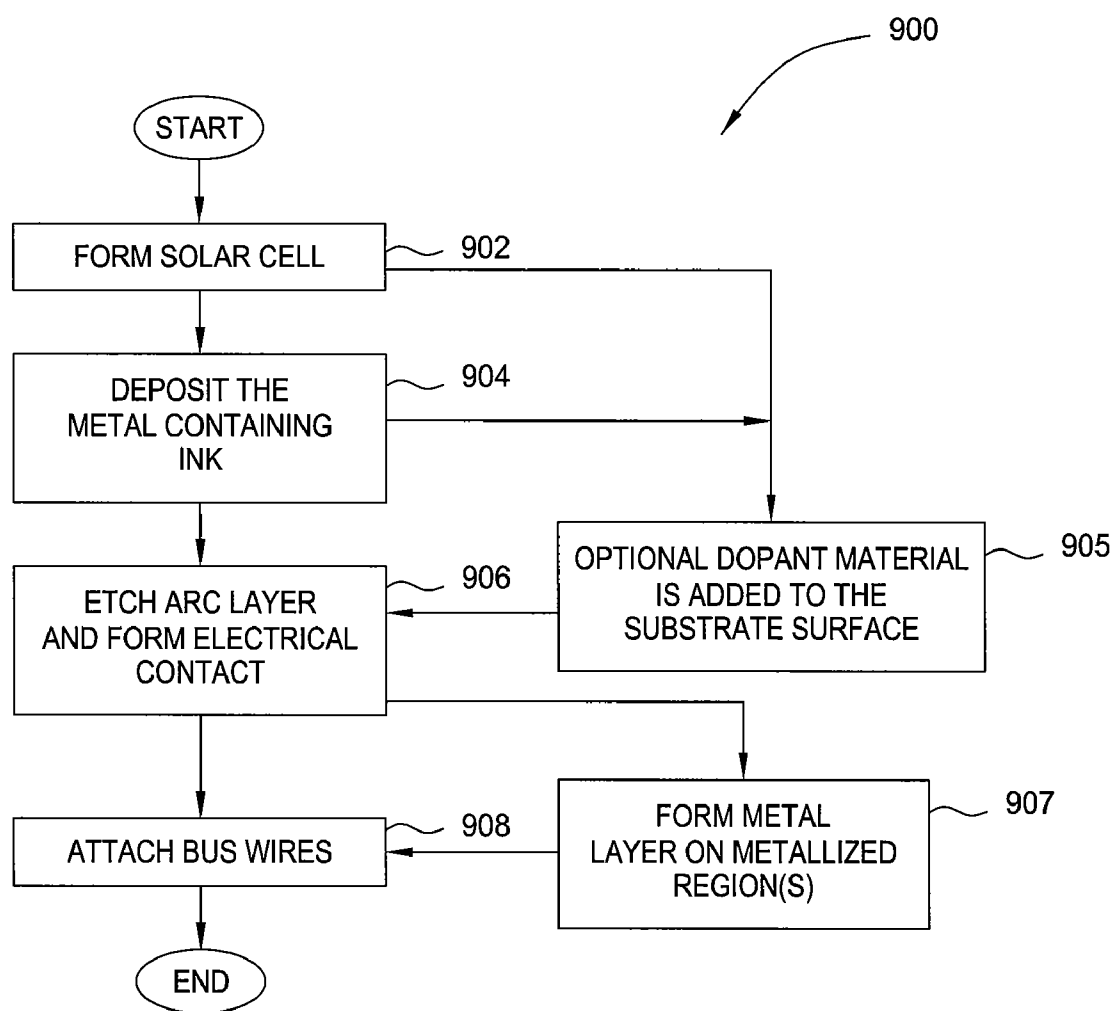 900
START
FORM SOLAR CELL
902
DEPOSIT THE
METAL CONTAINING
INK
904
OPTIONAL DOPANT MATERIAL
IS ADDED TO THE
SUBSTRATE SURFACE
905
ETCH ARC LAYER
AND FORM ELECTRICAL
CONTACT
906
FORM METAL
LAYER ON METALLIZED
REGION(S)
907
ATTACH BUS WIRES
908
END